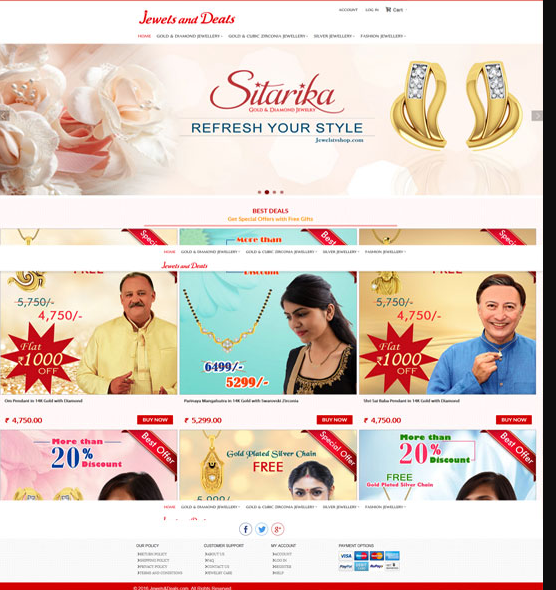 Jewels and Deals
ACCOUNT LOG IN Cart
HOME GOLD & DIAMOND JEWELLERY GOLD & CUBIC ZIRCONIA JEWELLERY SILVER JEWELLERY FASHION JEWELLERY
Sitarika
GOLD & DIAMOND JEWELRY
REFRESH YOUR STYLE
Jewelsteshop.com
BEST DEALS
Get Special Offers with Free Gifts
More than
HOME GOLD & DIAMOND JEWELLERY GOLD & CUBIC ZIRCONIA JEWELLERY SILVER JEWELLERY FASHION JEWELLERY
Jewels and Deals
5,750/-
4,750/-
Flat
₹1000
OFF
6499/-
5299/-
5,750/-
4,750/-
Flat
₹1000
OFF
Om Pendant in 14K Gold with Diamond
Purinaya Mangalsutra in 14K Gold with Swarovski Zirconia
Shri Sai Baba Pendant in 14K Gold with Diamond
₹ 4,750.00 BUY NOW
₹ 5,299.00 BUY NOW
₹ 4,750.00 BUY NOW
More than
20%
Discount
Best Offer
Gold Plated Silver Chain
FREE
Special Offer
More than
20%
Discount
FREE
Gold Plated Silver Chain
Best Offer
HOME GOLD & DIAMOND JEWELLERY GOLD & CUBIC ZIRCONIA JEWELLERY SILVER JEWELLERY FASHION JEWELLERY
OUR POLICY
RETURN POLICY
SHIPPING POLICY
PRIVACY POLICY
TERMS AND CONDITIONS
CUSTOMER SUPPORT
ABOUT US
FAQ
CONTACT US
JEWELRY CARE
MY ACCOUNT
ACCOUNT
LOG IN
REGISTER
HELP
PAYMENT OPTIONS
VISA
PayPal
© 2016 Jewels&Deals.com. All Rights Reserved